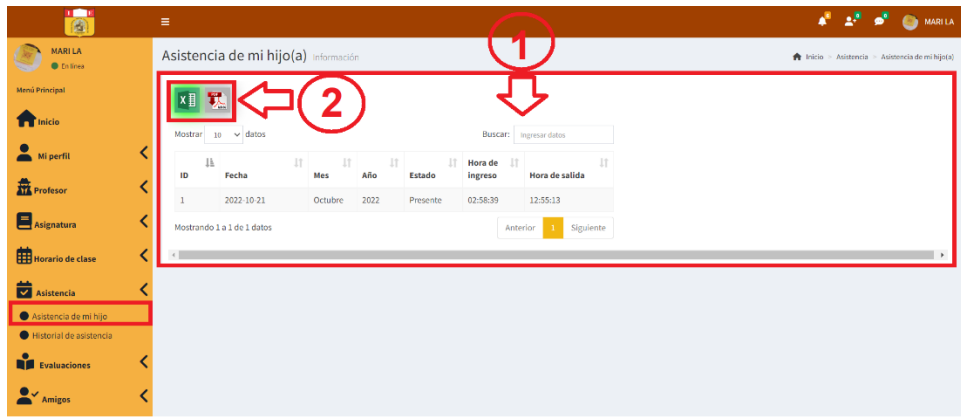 MARI LA
MARI LA
En línea
Asistencia de mi hijo(a) Información
Inicio > Asistencia > Asistencia de mi hijo(a)
1
Menú Principal
Inicio
Mi perfil
Profesor
Asignatura
Horario de clase
Asistencia
Asistencia de mi hijo
Historial de asistencia
Evaluaciones
Amigos
X
PDF
2
Mostrar 10 datos
Buscar: Ingresar datos
ID Fecha Mes Año Estado Hora de ingreso Hora de salida
1 2022-10-21 Octubre 2022 Presente 02:58:39 12:55:13
Mostrando 1 a 1 de 1 datos
Anterior 1 Siguiente